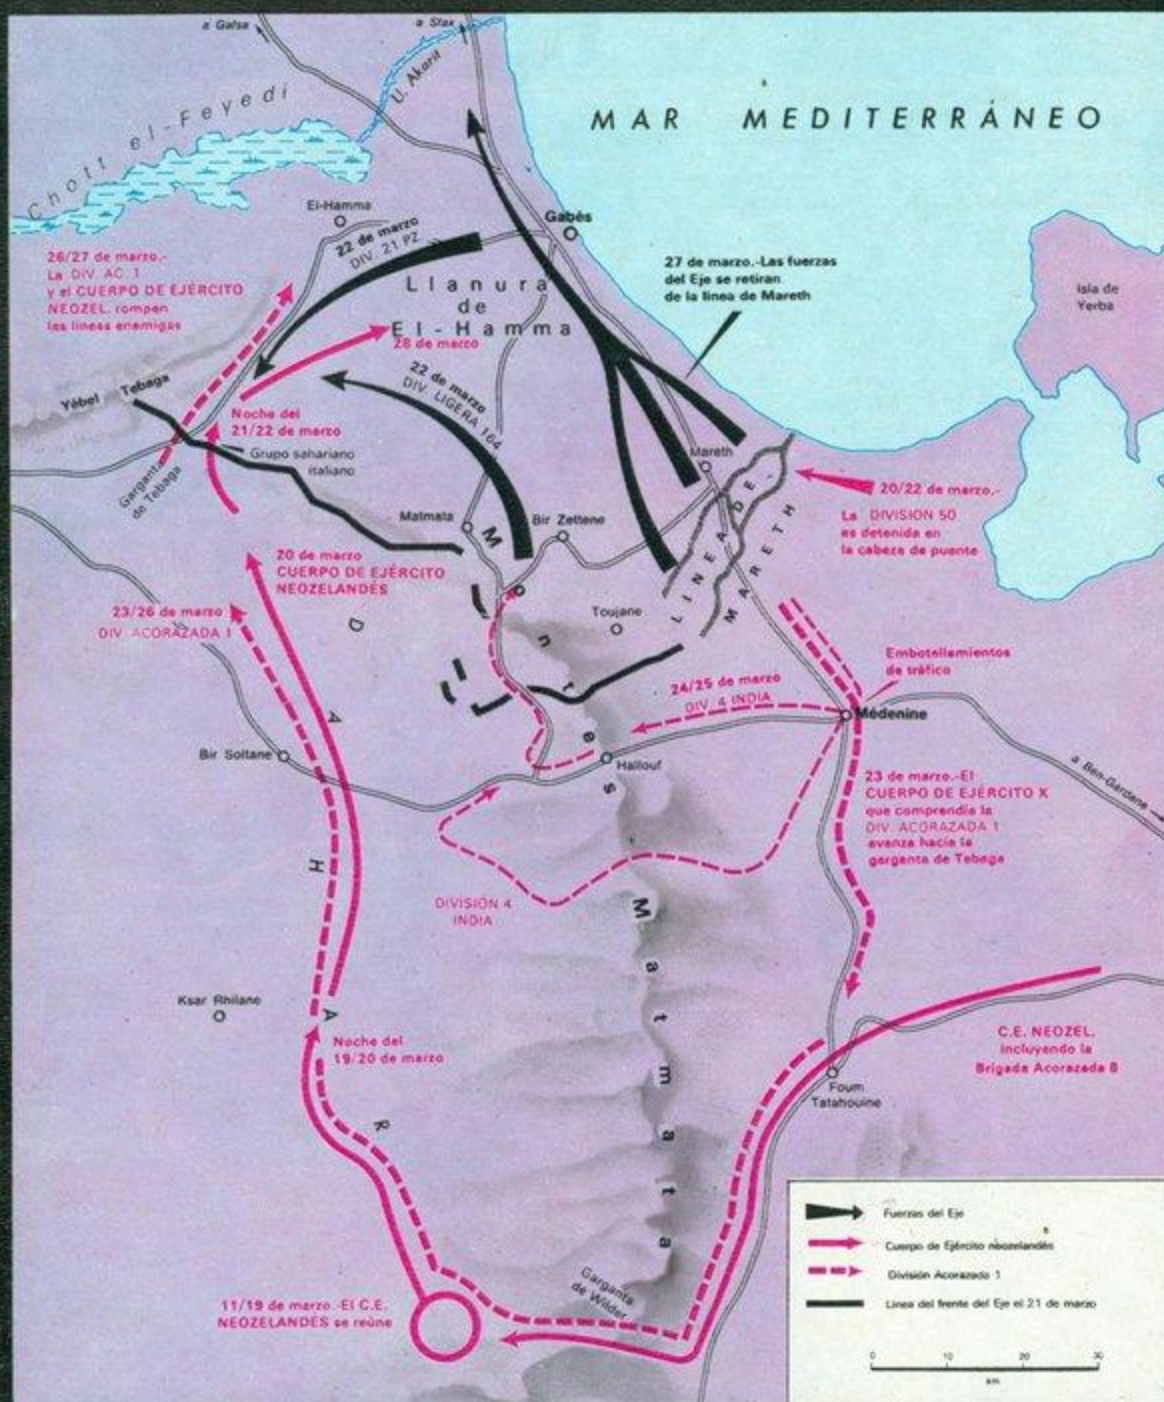 a Gafsa
a Sfax
U. Akarit
Chott el-Feyedi
MAR MEDITERRÁNEO
El-Hamma
Gabès
22 de marzo
DIV. 21 PZ.
26/27 de marzo.-
La DIV. AC. 1
y el CUERPO DE EJÉRCITO
NEOZEL. rompen
las líneas enemigas
27 de marzo.-Las fuerzas
del Eje se retiran
de la línea de Mareth
Isla de
Yerba
Llanura
de
El-Hamma
28 de marzo
22 de marzo
DIV. LIGERA 164
Yébel Tebaga
Noche del
21/22 de marzo
Grupo sahariano
italiano
Garganta
de Tebaga
Mareth
LINEA DE
MARETH
20/22 de marzo.-
La DIVISION 50
es detenida en
la cabeza de puente
Matmata
Bir Zeltene
20 de marzo
CUERPO DE EJÉRCITO
NEOZELANDÉS
23/26 de marzo
DIV. ACORAZADA 1
Toujane
Embotellamientos
de tráfico
24/25 de marzo
DIV. 4 INDIA
Médenine
Bir Soltane
Hallouf
a Ben-Gardane
23 de marzo.-El
CUERPO DE EJÉRCITO X
que comprendía la
DIV. ACORAZADA 1
avanza hacia la
garganta de Tebaga
DIVISIÓN 4
INDIA
Montes Matmata
DAHAR
Ksar Rhilane
Noche del
19/20 de marzo
C.E. NEOZEL.
incluyendo la
Brigada Acorazada 8
Foum
Tatahouine
Garganta
de Wilder
11/19 de marzo.-El C.E.
NEOZELANDÉS se reúne
Fuerzas del Eje
Cuerpo de Ejército neozelandés
División Acorazada 1
Línea del frente del Eje el 21 de marzo
0 10 20 30
km